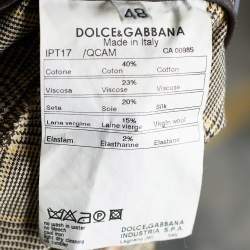 48
DOLCE&GABBANA
Made in Italy
IPT17 /QCAM CA 00985
40%
Cotone Coton Cotton
23%
Viscosa Viscose Viscose
20%
Seta Soie Silk
15%
Lana vergine Laine vierge Virgin wool
2%
Elastam Elasthanne Elastane
DOLCE&GABBANA
INDUSTRIA S.P.A.